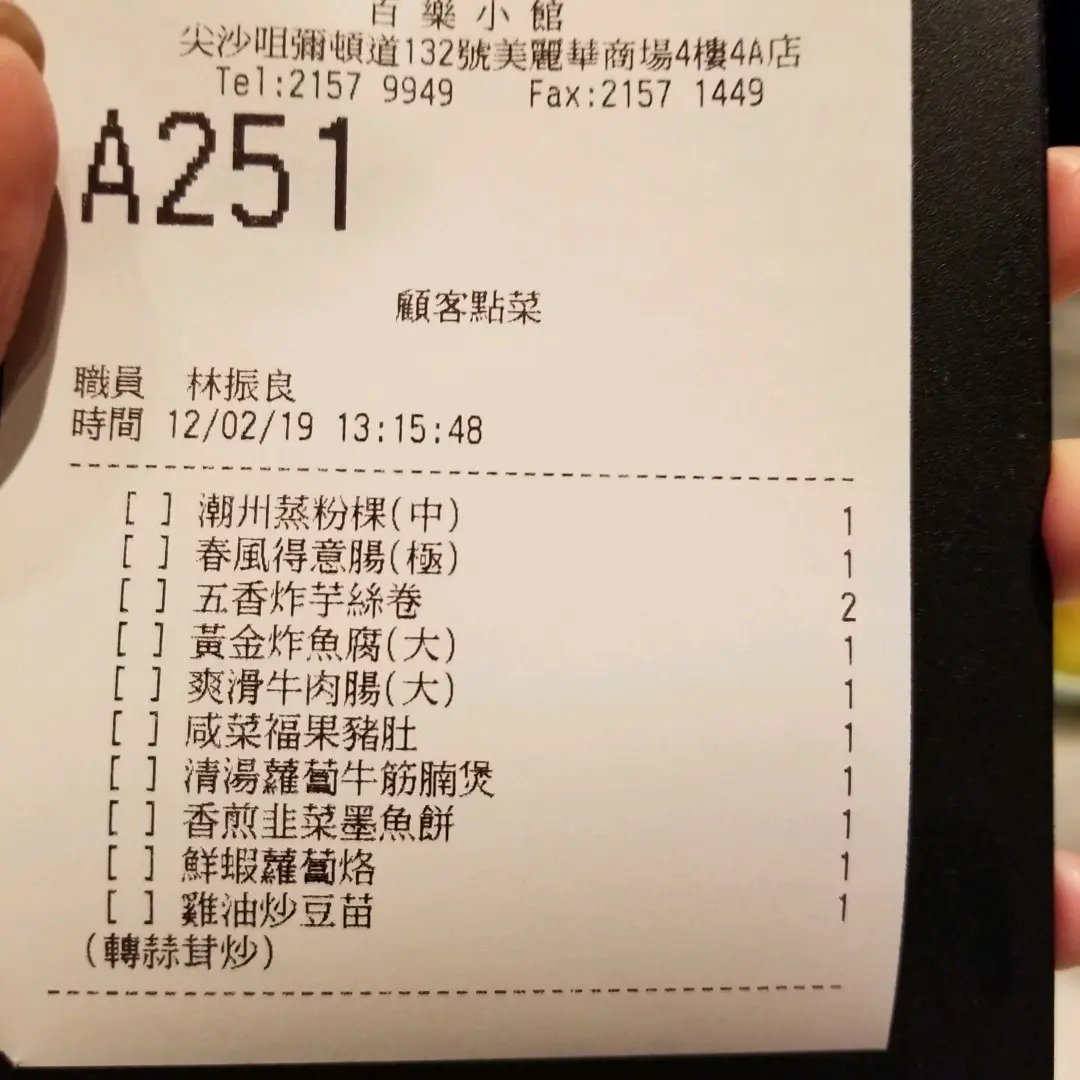 百樂小館
尖沙咀彌頓道132號美麗華商場4樓4A店
Tel:2157 9949 Fax:2157 1449
A251
顧客點菜
職員 林振良
時間 12/02/19 13:15:48
[ ] 潮州蒸粉粿(中) 1
[ ] 春風得意腸(極) 1
[ ] 五香炸芋絲卷 2
[ ] 黃金炸魚腐(大) 1
[ ] 爽滑牛肉腸(大) 1
[ ] 咸菜福果豬肚 1
[ ] 清湯蘿蔔牛筋腩煲 1
[ ] 香煎韭菜墨魚餅 1
[ ] 鮮蝦蘿蔔烙 1
[ ] 雞油炒豆苗 1
(轉蒜茸炒)